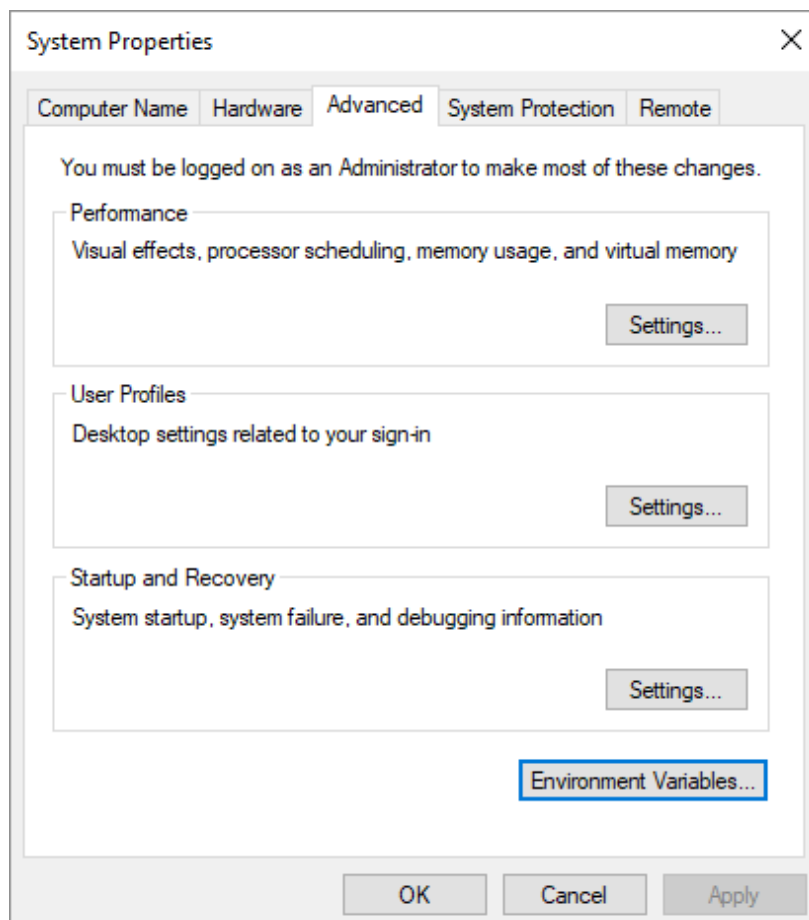 System Properties
Computer Name Hardware Advanced System Protection Remote
You must be logged on as an Administrator to make most of these changes.
Performance
Visual effects, processor scheduling, memory usage, and virtual memory
Settings...
User Profiles
Desktop settings related to your sign-in
Settings...
Startup and Recovery
System startup, system failure, and debugging information
Settings...
Environment Variables...
OK Cancel Apply